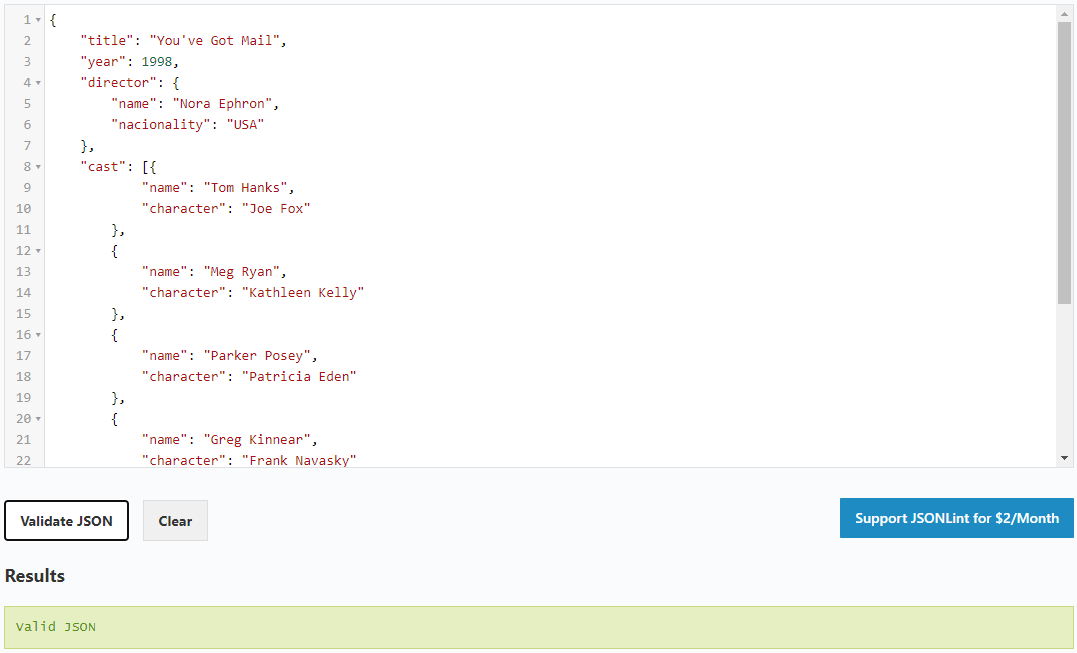 1 {
2 "title": "You've Got Mail",
3 "year": 1998,
4 "director": {
5 "name": "Nora Ephron",
6 "nacionality": "USA"
7 },
8 "cast": [{
9 "name": "Tom Hanks",
10 "character": "Joe Fox"
11 },
12 {
13 "name": "Meg Ryan",
14 "character": "Kathleen Kelly"
15 },
16 {
17 "name": "Parker Posey",
18 "character": "Patricia Eden"
19 },
20 {
21 "name": "Greg Kinnear",
22 "character": "Frank Navasky"
Validate JSON Clear Support JSONLint for $2/Month
Results
Valid JSON